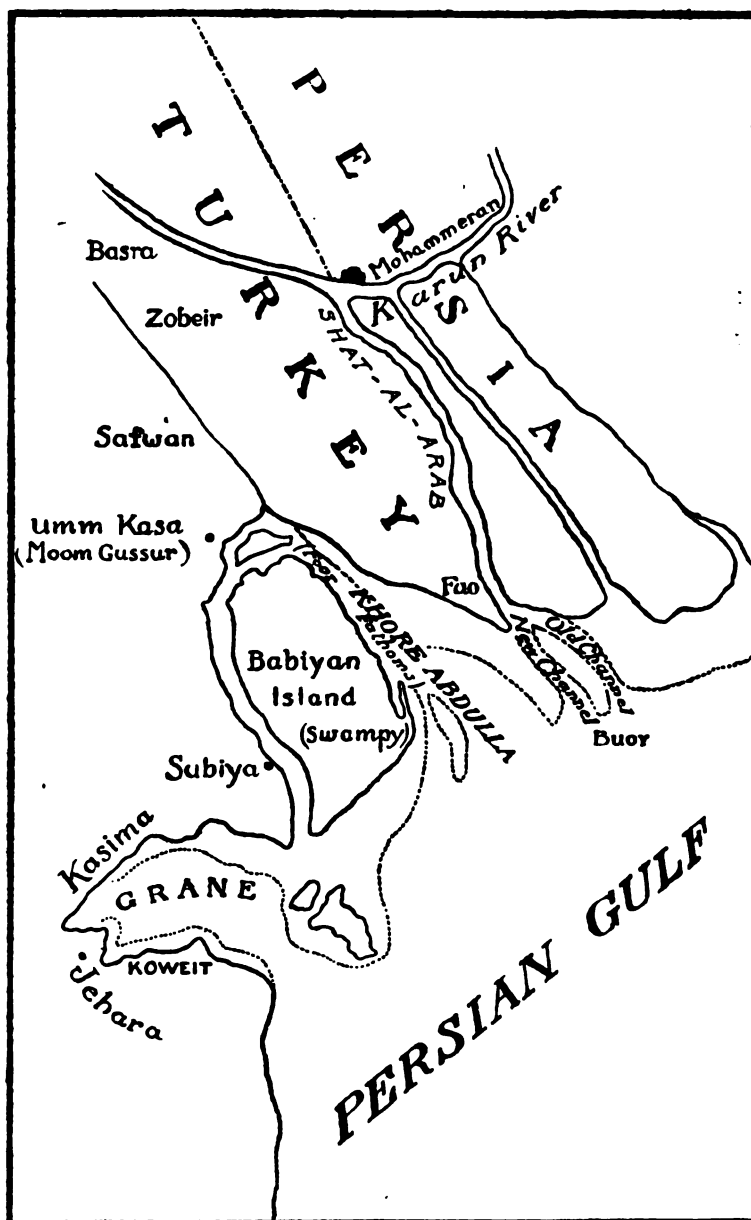 TURKEY
PERSIA
Mohammeran
Karun River
Basra
Zobeir
SHAT-AL-ARAB
Safwan
Umm Kasa
(Moom Gussur)
Fao
KHORE ABDULLA
Fathoms)
New Channel
Old Channel
Buoy
Babiyan
Island
(Swampy)
Subiya
Kasima
GRANE
KOWEIT
Jehara
PERSIAN GULF